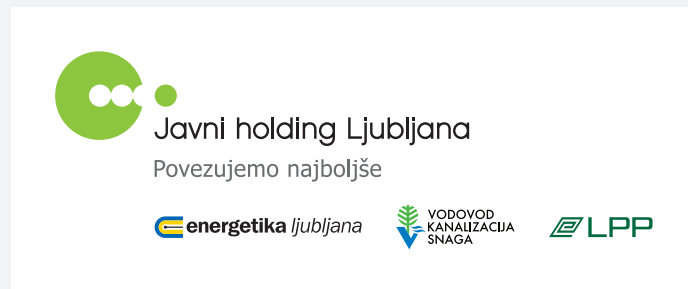 Javni holding Ljubljana
Povezujemo najboljše
energetika ljubljana
VODOVOD
KANALIZACIJA
SNAGA
LPP